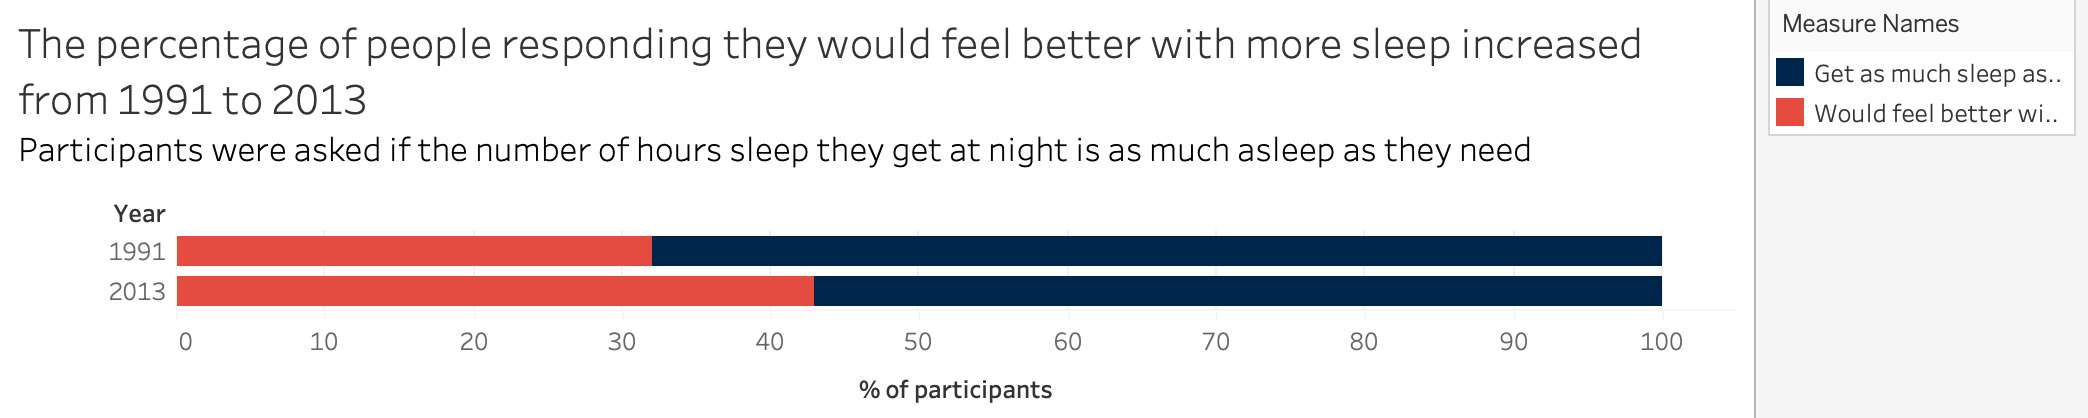 The percentage of people responding they would feel better with more sleep increased
from 1991 to 2013
Participants were asked if the number of hours sleep they get at night is as much asleep as they need
Year
1991
2013
0 10 20 30 40 50 60 70 80 90 100
% of participants
Measure Names
Get as much sleep as..
Would feel better wi..